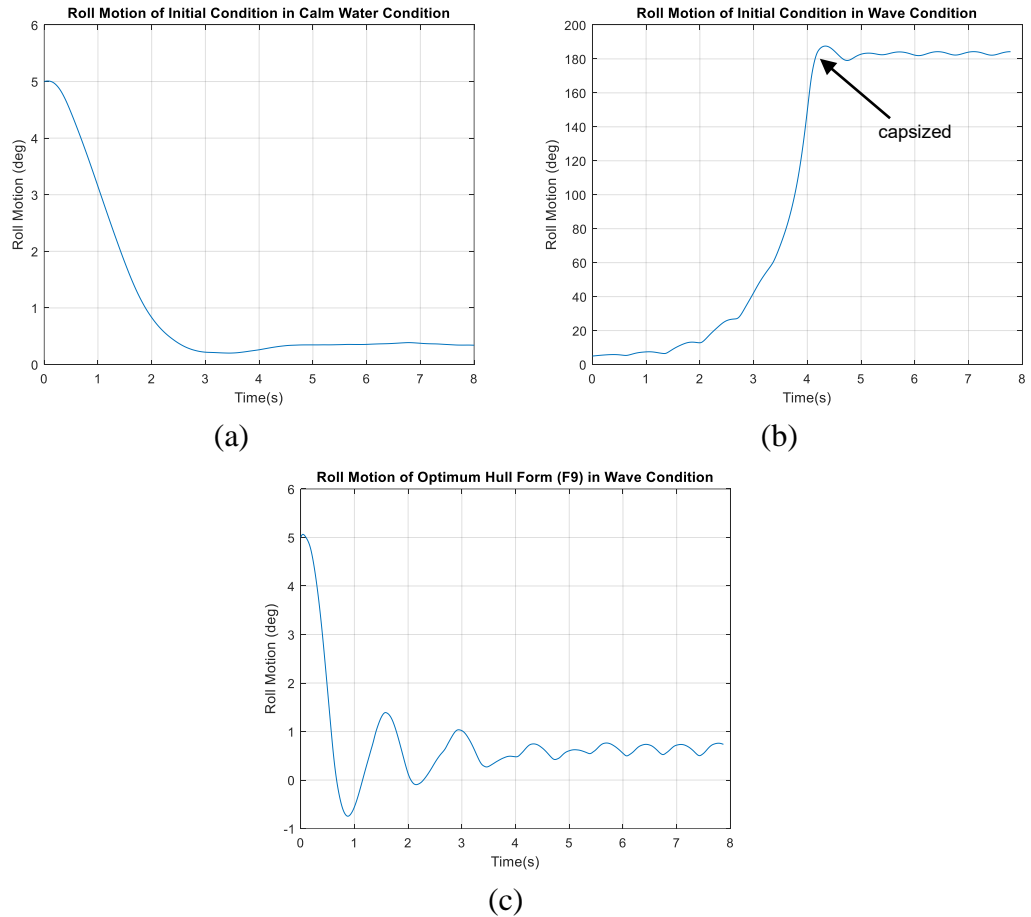 Roll Motion of Initial Condition in Calm Water Condition
6
5
4
3
2
1
0
Roll Motion (deg)
0 1 2 3 4 5 6 7 8
Time(s)
(a)
Roll Motion of Initial Condition in Wave Condition
200
180
160
140
120
100
80
60
40
20
0
Roll Motion (deg)
capsized
0 1 2 3 4 5 6 7 8
Time(s)
(b)
Roll Motion of Optimum Hull Form (F9) in Wave Condition
6
5
4
3
2
1
0
-1
Roll Motion (deg)
0 1 2 3 4 5 6 7 8
Time(s)
(c)